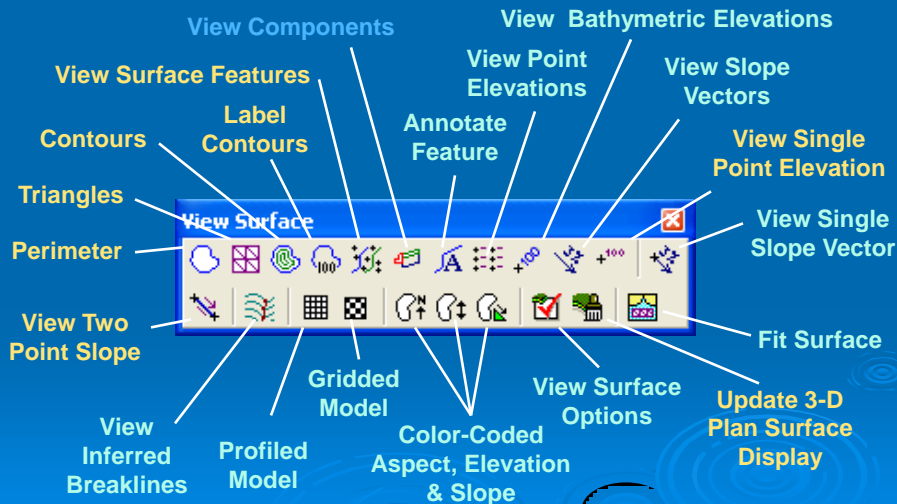 View Components
View Bathymetric Elevations
View Surface Features
View Point
Elevations
View Slope
Vectors
Label
Contours
Annotate
Feature
Contours
View Single
Point Elevation
Triangles
View Surface
View Single
Slope Vector
Perimeter
100
A
+100
+100
N
View Two
Point Slope
Fit Surface
Gridded
Model
View Surface
Options
Update 3-D
Plan Surface
Display
View
Inferred
Breaklines
Profiled
Model
Color-Coded
Aspect, Elevation
& Slope